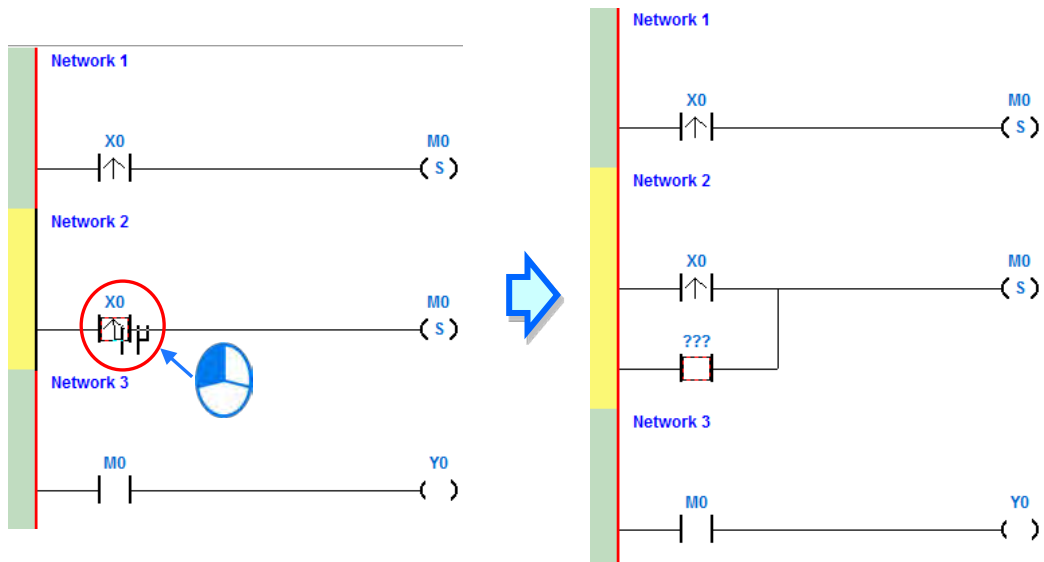 Network 1
X0 M0
S
Network 2
X0 M0
S
Network 3
M0 Y0
Network 1
X0 M0
S
Network 2
X0 M0
S
???
Network 3
M0 Y0